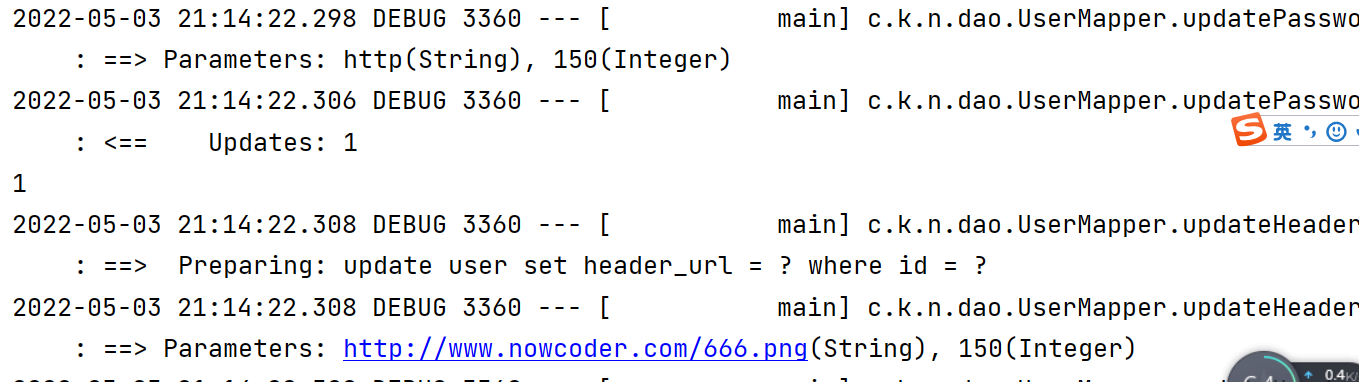 2022-05-03 21:14:22.298 DEBUG 3360 --- [           main] c.k.n.dao.UserMapper.updatePasswo
    : ==> Parameters: http(String), 150(Integer)
2022-05-03 21:14:22.306 DEBUG 3360 --- [           main] c.k.n.dao.UserMapper.updatePasswo
    : <==    Updates: 1
1
2022-05-03 21:14:22.308 DEBUG 3360 --- [           main] c.k.n.dao.UserMapper.updateHeader
    : ==>  Preparing: update user set header_url = ? where id = ?
2022-05-03 21:14:22.308 DEBUG 3360 --- [           main] c.k.n.dao.UserMapper.updateHeader
    : ==> Parameters: http://www.nowcoder.com/666.png(String), 150(Integer)
S 英
0.4K/